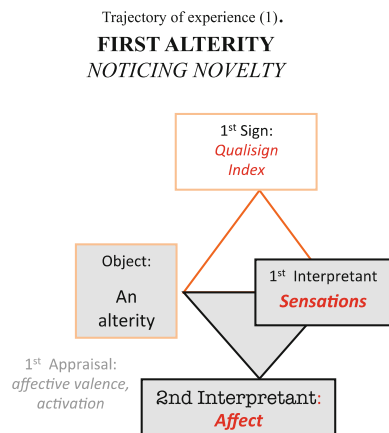 Trajectory of experience (1).
FIRST ALTERITY
NOTICING NOVELTY
1st Sign:
Qualisign
Index
Object:
An
alterity
1st Interpretant
Sensations
1st Appraisal:
affective valence,
activation
2nd Interpretant:
Affect